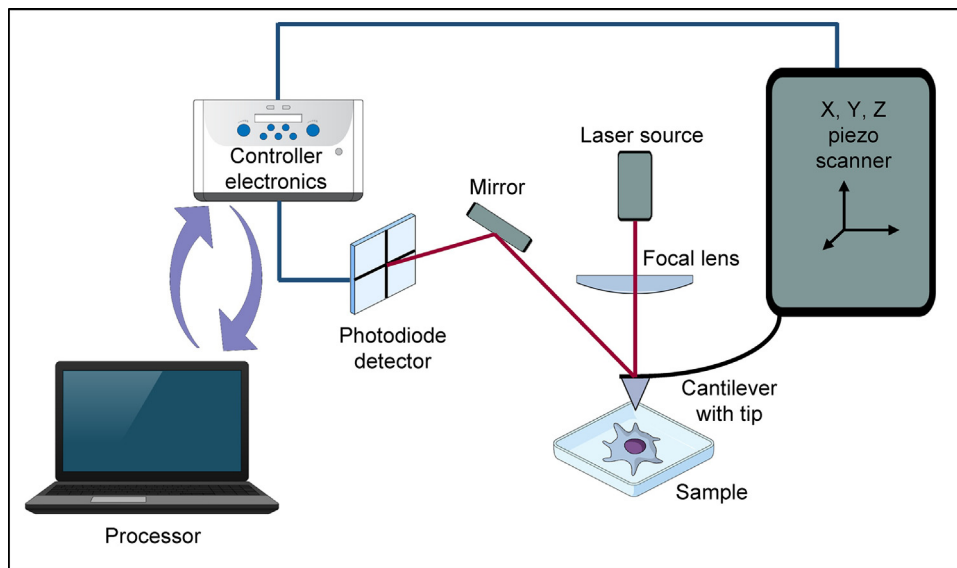 X, Y, Z
piezo
scanner
Laser source
Controller
electronics
Mirror
Focal lens
Photodiode
detector
Cantilever
with tip
Sample
Processor